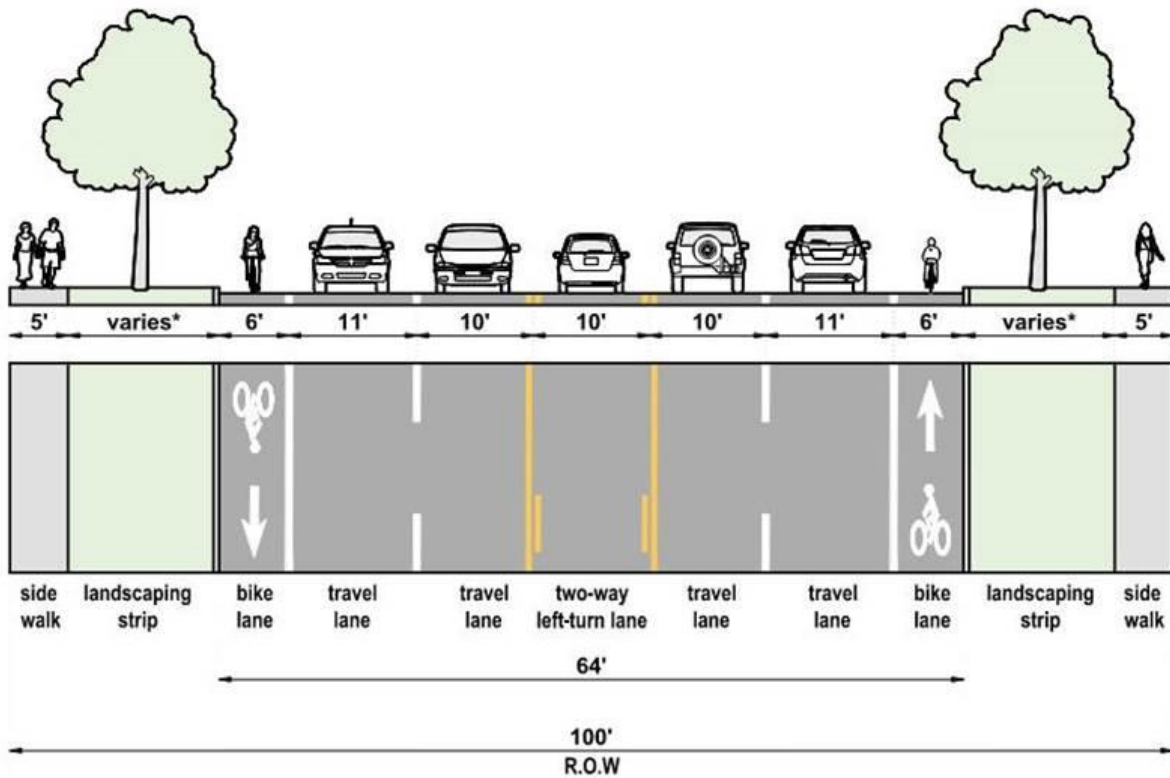 5' varies* 6' 11' 10' 10' 10' 11' 6' varies* 5'
side walk
landscaping strip
bike lane
travel lane
travel lane
two-way left-turn lane
travel lane
travel lane
bike lane
landscaping strip
side walk
64'
100'
R.O.W